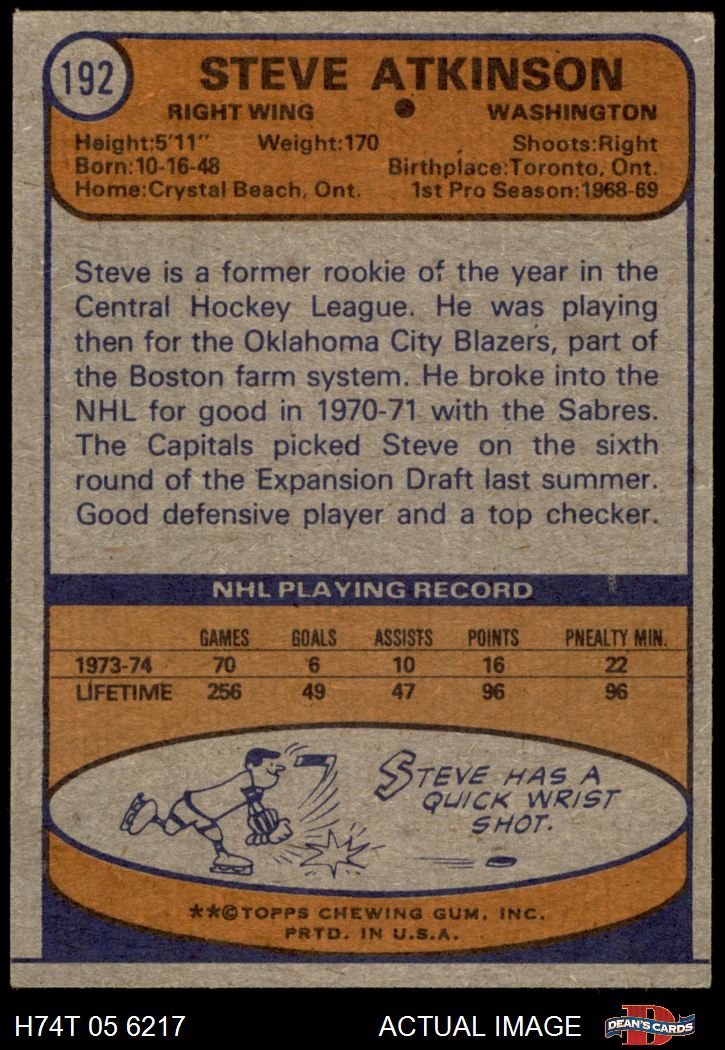 192
STEVE ATKINSON
RIGHT WING ● WASHINGTON
Height:5'11" Weight:170 Shoots:Right
Born:10-16-48 Birthplace:Toronto, Ont.
Home:Crystal Beach, Ont. 1st Pro Season:1968-69
Steve is a former rookie of the year in the
Central Hockey League. He was playing
then for the Oklahoma City Blazers, part of
the Boston farm system. He broke into the
NHL for good in 1970-71 with the Sabres.
The Capitals picked Steve on the sixth
round of the Expansion Draft last summer.
Good defensive player and a top checker.
NHL PLAYING RECORD
GAMES GOALS ASSISTS POINTS PNEALTY MIN.
1973-74 70 6 10 16 22
LIFETIME 256 49 47 96 96
STEVE HAS A
QUICK WRIST
SHOT.
**©TOPPS CHEWING GUM, INC.
PRTD. IN U.S.A.
H74T 05 6217 ACTUAL IMAGE D DEAN'S CARDS